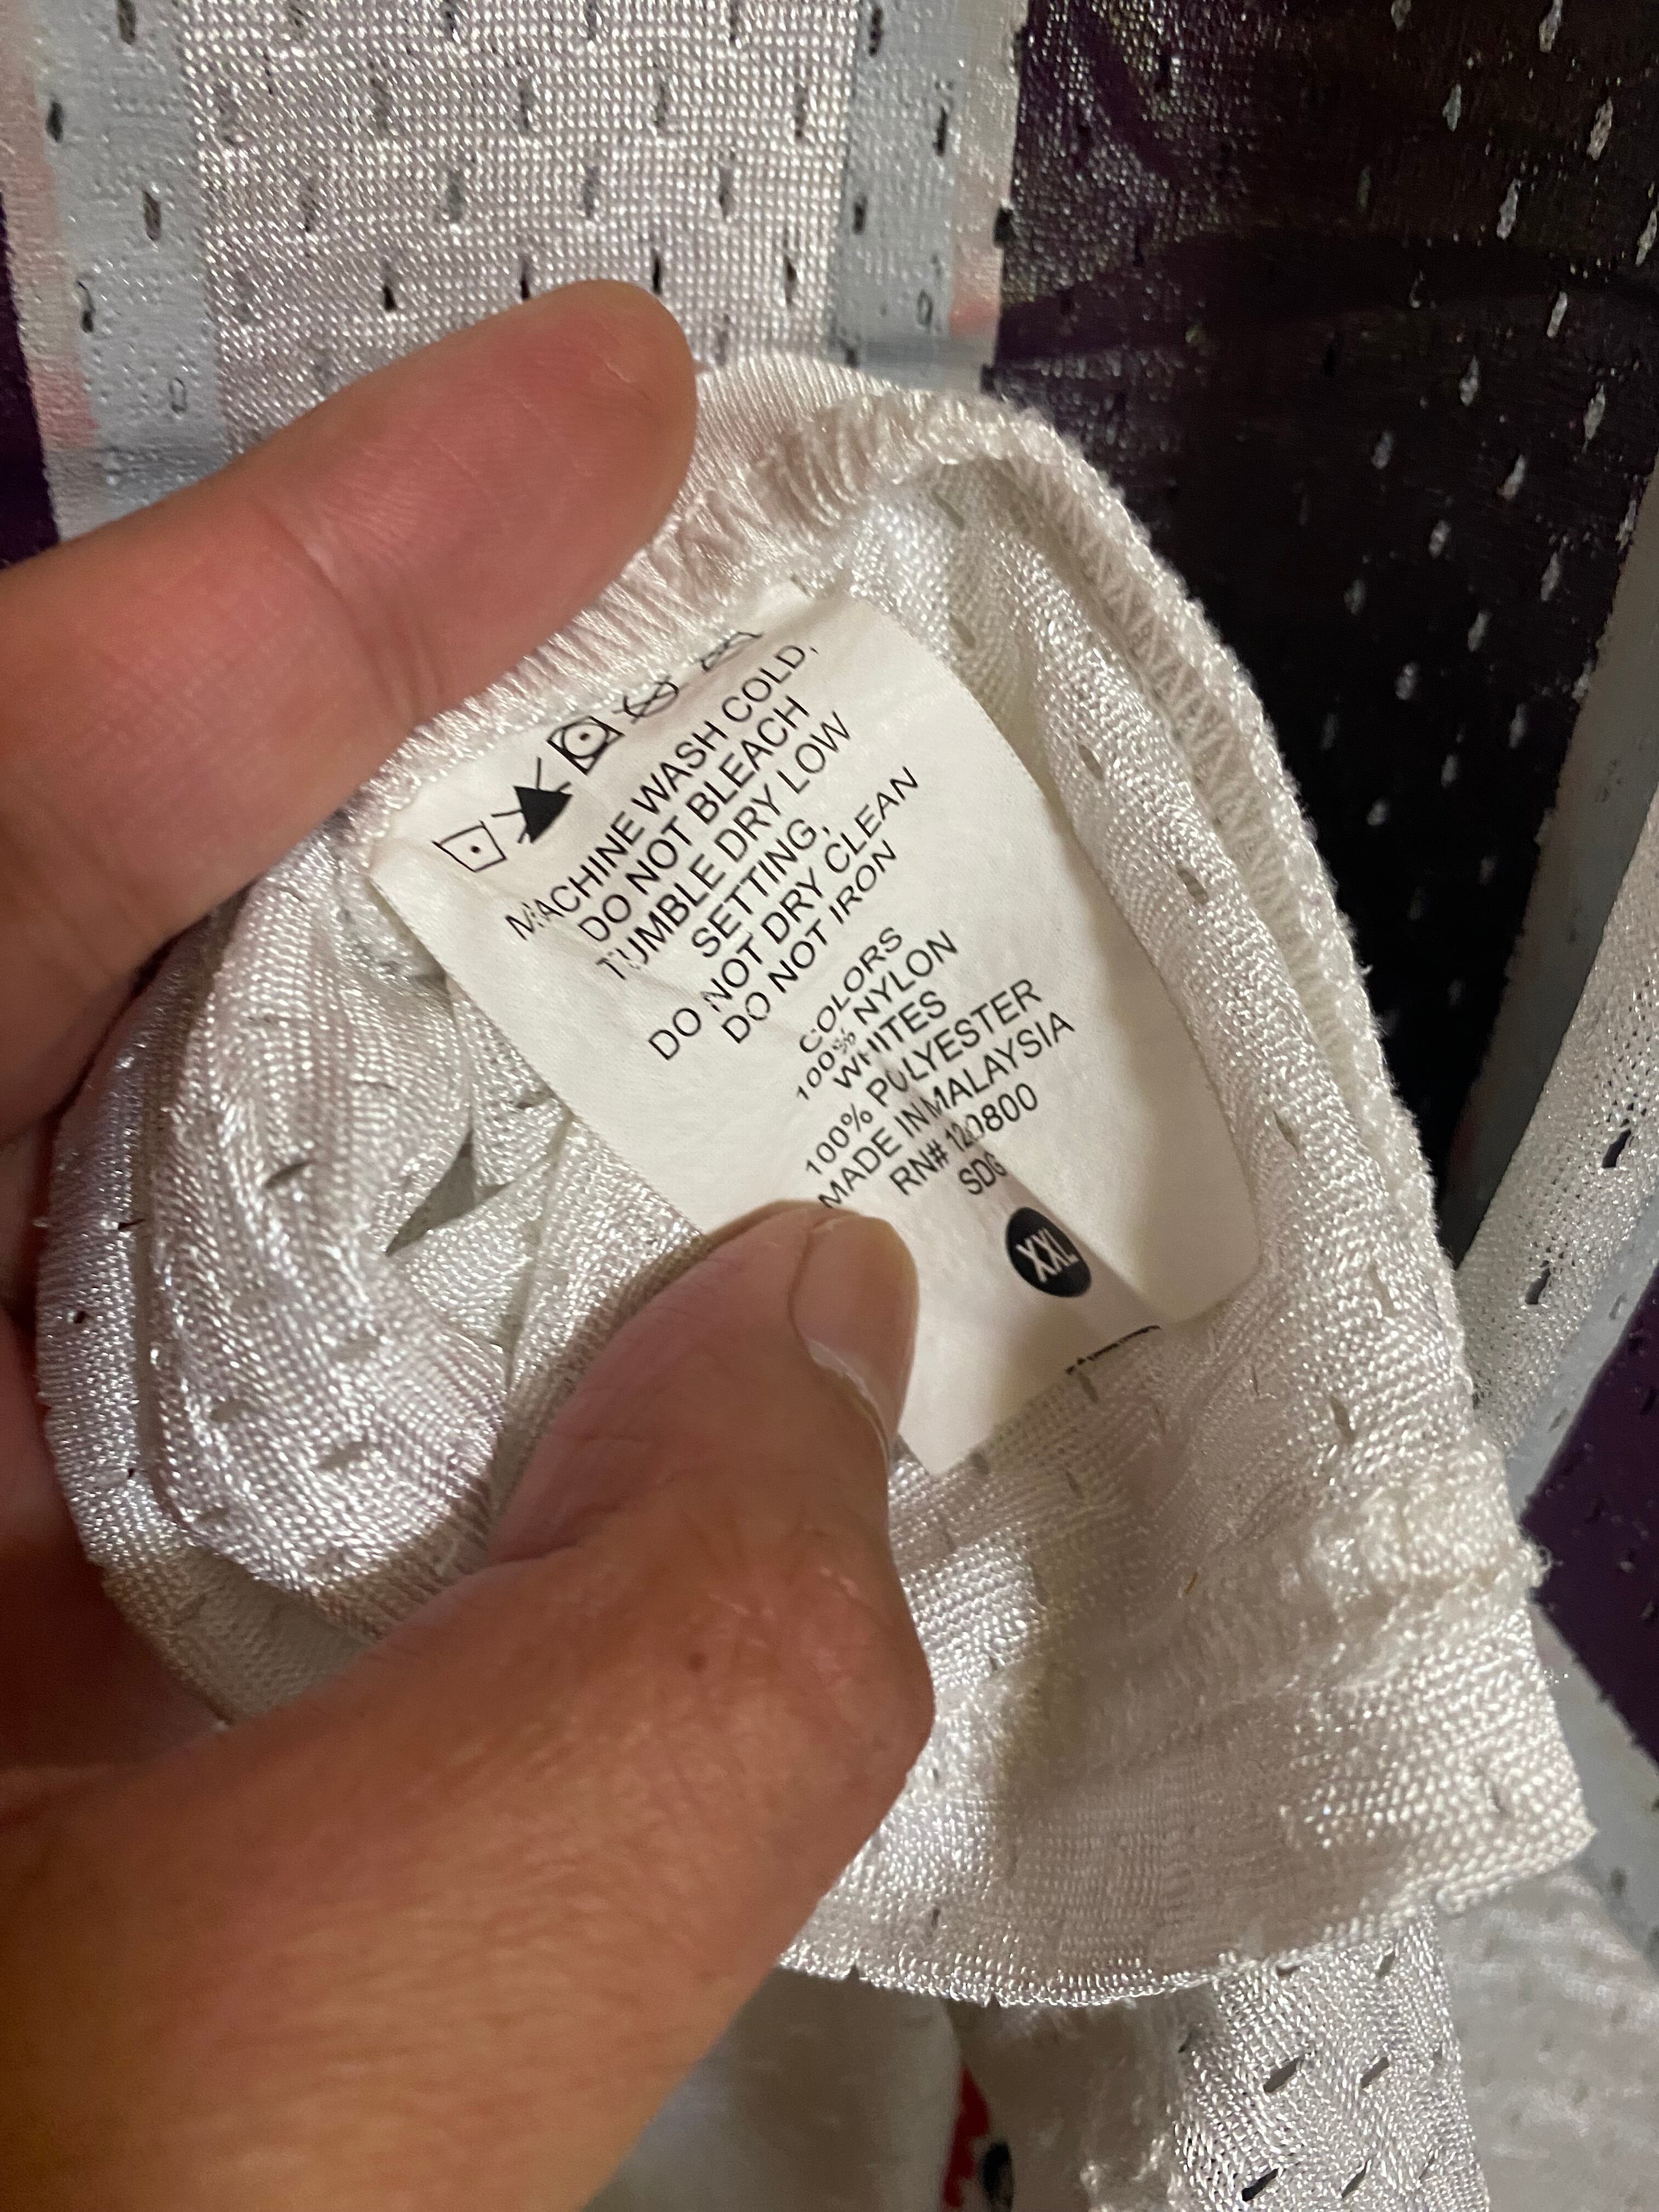 MACHINE WASH COLD,
DO NOT BLEACH
TUMBLE DRY LOW
SETTING,
DO NOT DRY CLEAN
DO NOT IRON
COLORS
100% NYLON
WHITES
100% POLYESTER
MADE IN MALAYSIA
RN# 120800
SDG
XXL